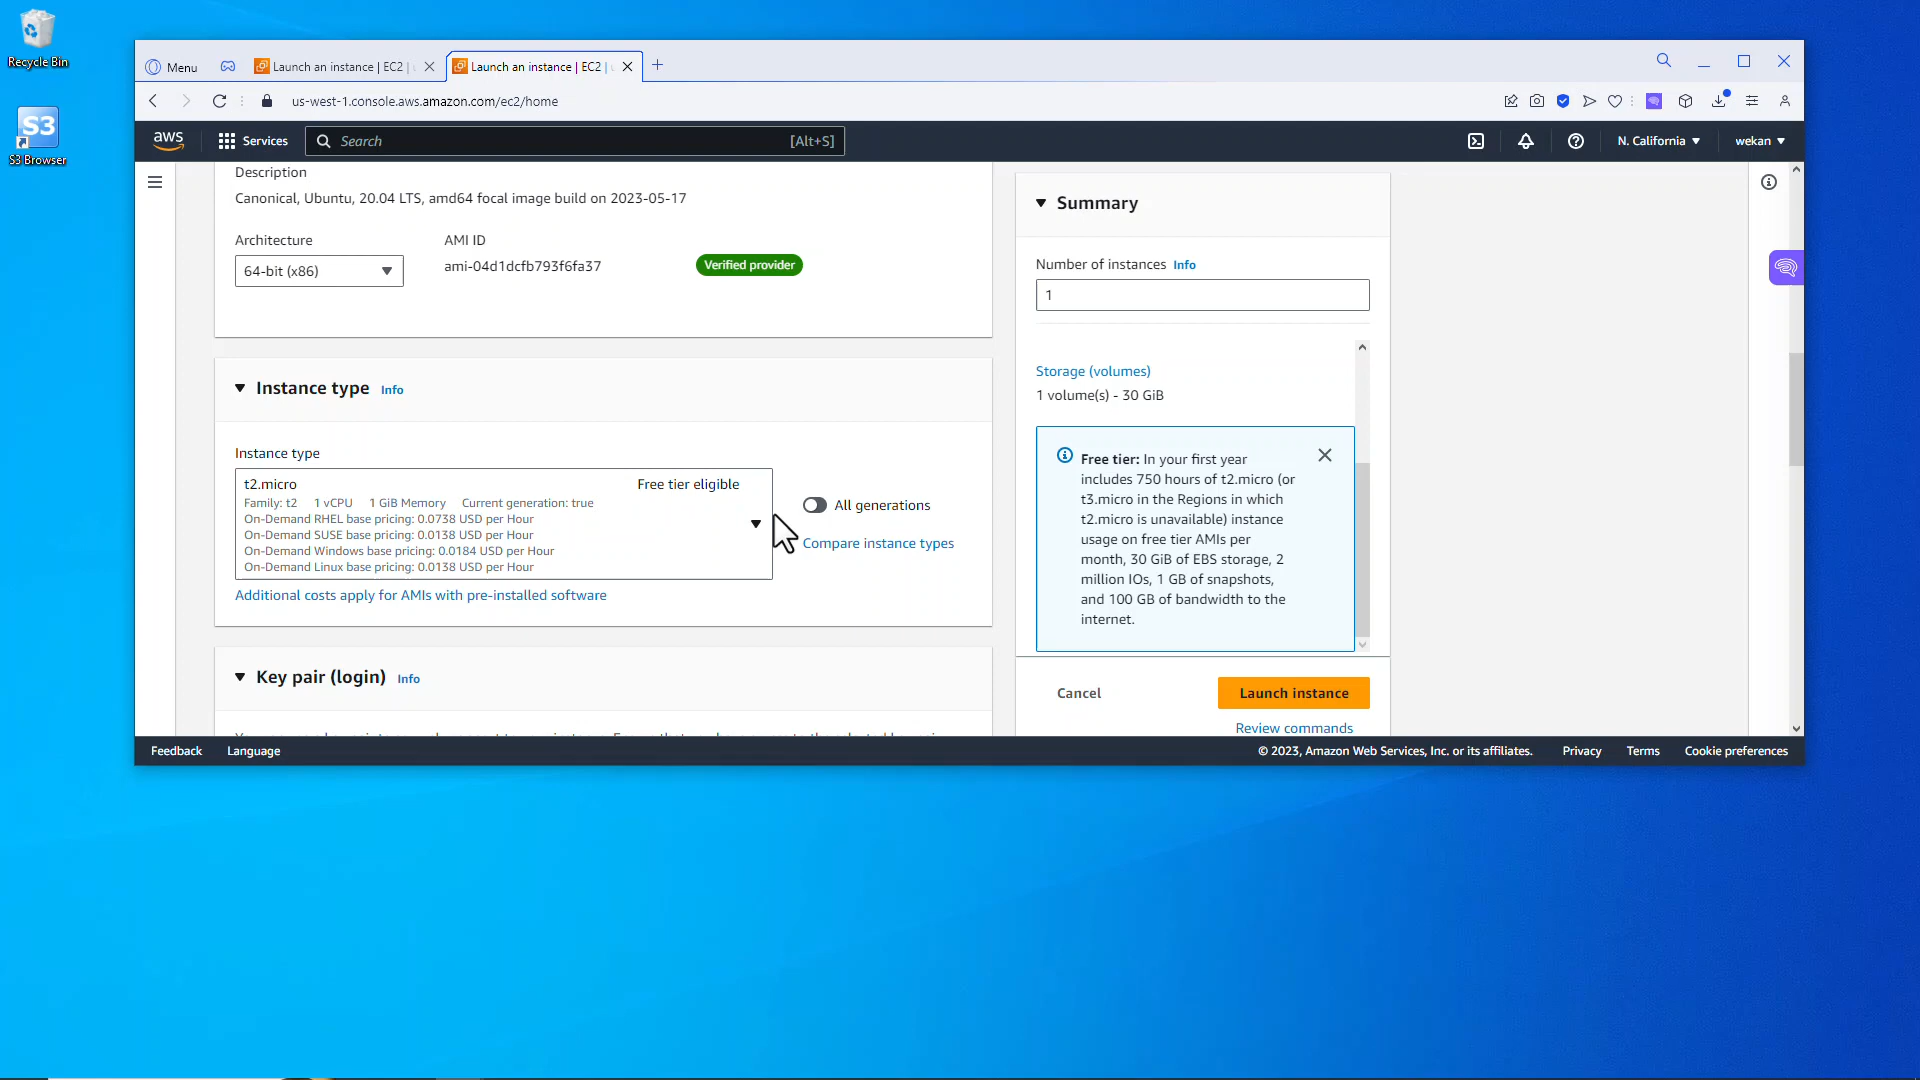 Recycle Bin
S3
S3 Browser
Menu
Launch an instance | EC2 |
Launch an instance | EC2 |
us-west-1.console.aws.amazon.com/ec2/home
aws
Services
Search
[Alt+S]
N. California
wekan
Description
Canonical, Ubuntu, 20.04 LTS, amd64 focal image build on 2023-05-17
Architecture
AMI ID
64-bit (x86)
ami-04d1dcfb793f6fa37
Verified provider
Instance type Info
Instance type
t2.micro
Free tier eligible
Family: t2 1 vCPU 1 GiB Memory Current generation: true
On-Demand RHEL base pricing: 0.0738 USD per Hour
On-Demand SUSE base pricing: 0.0138 USD per Hour
On-Demand Windows base pricing: 0.0184 USD per Hour
On-Demand Linux base pricing: 0.0138 USD per Hour
All generations
Compare instance types
Additional costs apply for AMIs with pre-installed software
Key pair (login) Info
Summary
Number of instances Info
1
Storage (volumes)
1 volume(s) - 30 GiB
Free tier: In your first year
includes 750 hours of t2.micro (or
t3.micro in the Regions in which
t2.micro is unavailable) instance
usage on free tier AMIs per
month, 30 GiB of EBS storage, 2
million IOs, 1 GB of snapshots,
and 100 GB of bandwidth to the
internet.
Cancel
Launch instance
Review commands
Feedback
Language
© 2023, Amazon Web Services, Inc. or its affiliates.
Privacy
Terms
Cookie preferences